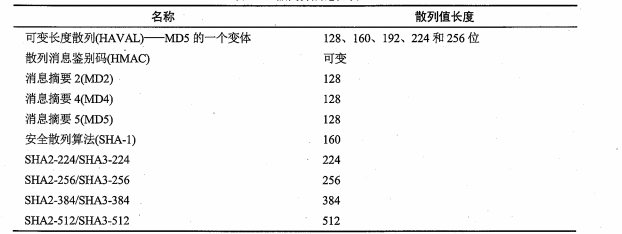 名称 散列值长度
可变长度散列(HAVAL)——MD5 的一个变体 128、160、192、224 和 256 位
散列消息鉴别码(HMAC) 可变
消息摘要 2(MD2) 128
消息摘要 4(MD4) 128
消息摘要 5(MD5) 128
安全散列算法(SHA-1) 160
SHA2-224/SHA3-224 224
SHA2-256/SHA3-256 256
SHA2-384/SHA3-384 384
SHA2-512/SHA3-512 512